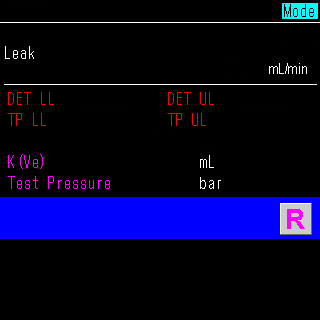 Mode
Leak
mL/min
DET LL DET UL
TP LL TP UL
K(Ve) mL
Test Pressure bar
R